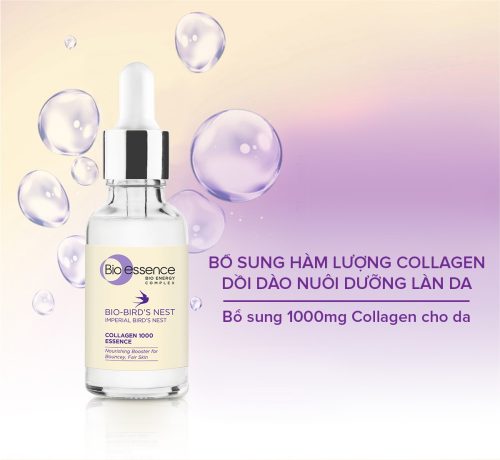 Bio essence
BIO ENERGY
COMPLEX
BIO-BIRD'S NEST
IMPERIAL BIRD'S NEST
COLLAGEN 1000
ESSENCE
Nourishing Booster for
Bouncey, Fair Skin
BỔ SUNG HÀM LƯỢNG COLLAGEN
DỒI DÀO NUÔI DƯỠNG LÀN DA
Bổ sung 1000mg Collagen cho da